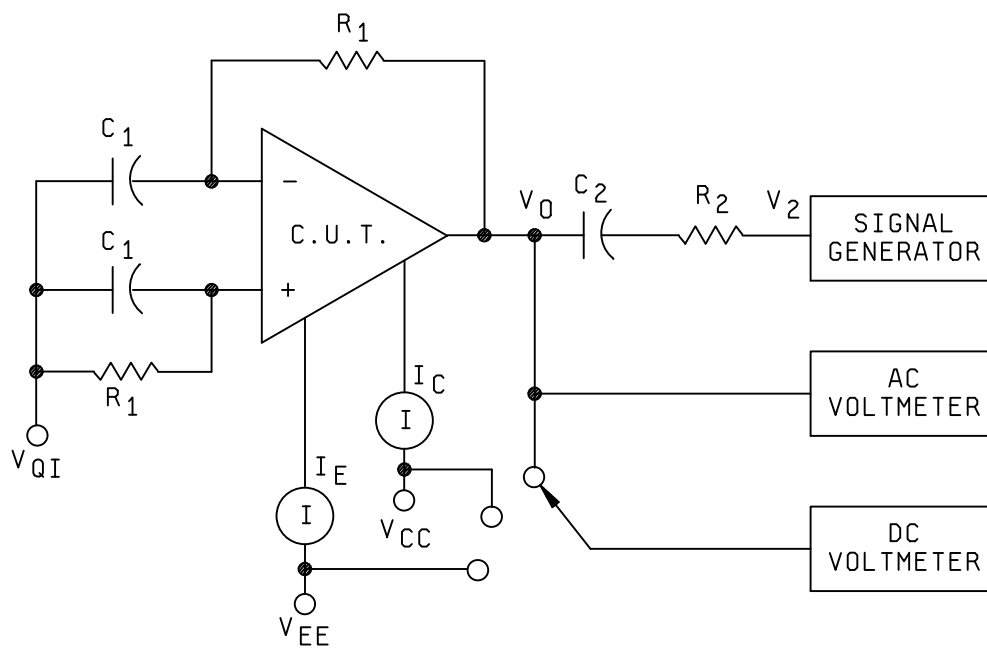 R1
C1
−
C.U.T.
C1
+
R1
VQI
VO
C2
R2
V2
SIGNAL
GENERATOR
AC
VOLTMETER
IC
I
IE
I
VCC
DC
VOLTMETER
VEE